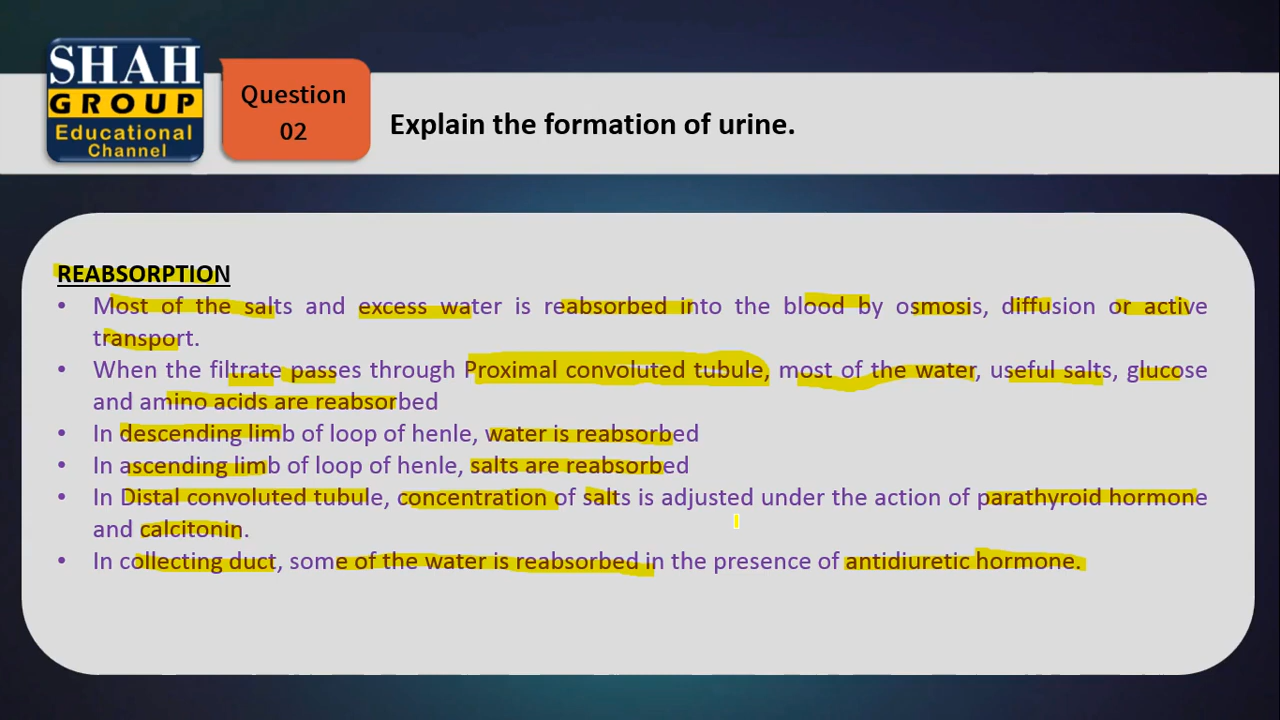 SHAH
GROUP
Educational
Channel
Question
02
Explain the formation of urine.
REABSORPTION
• Most of the salts and excess water is reabsorbed into the blood by osmosis, diffusion or active
transport.
• When the filtrate passes through Proximal convoluted tubule, most of the water, useful salts, glucose
and amino acids are reabsorbed
• In descending limb of loop of henle, water is reabsorbed
• In ascending limb of loop of henle, salts are reabsorbed
• In Distal convoluted tubule, concentration of salts is adjusted under the action of parathyroid hormone
and calcitonin.
• In collecting duct, some of the water is reabsorbed in the presence of antidiuretic hormone.